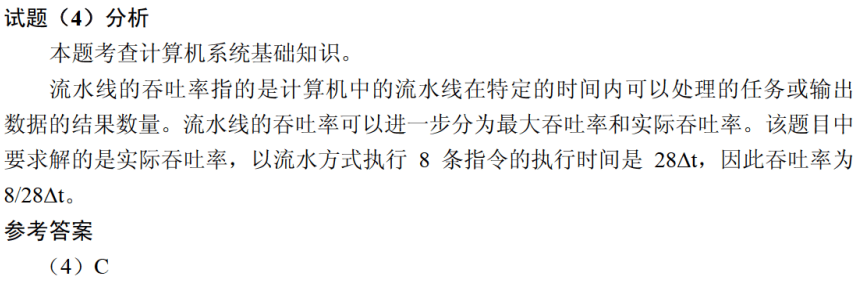 试题（4）分析
本题考查计算机系统基础知识。
流水线的吞吐率指的是计算机中的流水线在特定的时间内可以处理的任务或输出
数据的结果数量。流水线的吞吐率可以进一步分为最大吞吐率和实际吞吐率。该题目中
要求解的是实际吞吐率，以流水方式执行 8 条指令的执行时间是 28Δt，因此吞吐率为
8/28Δt。
参考答案
（4）C